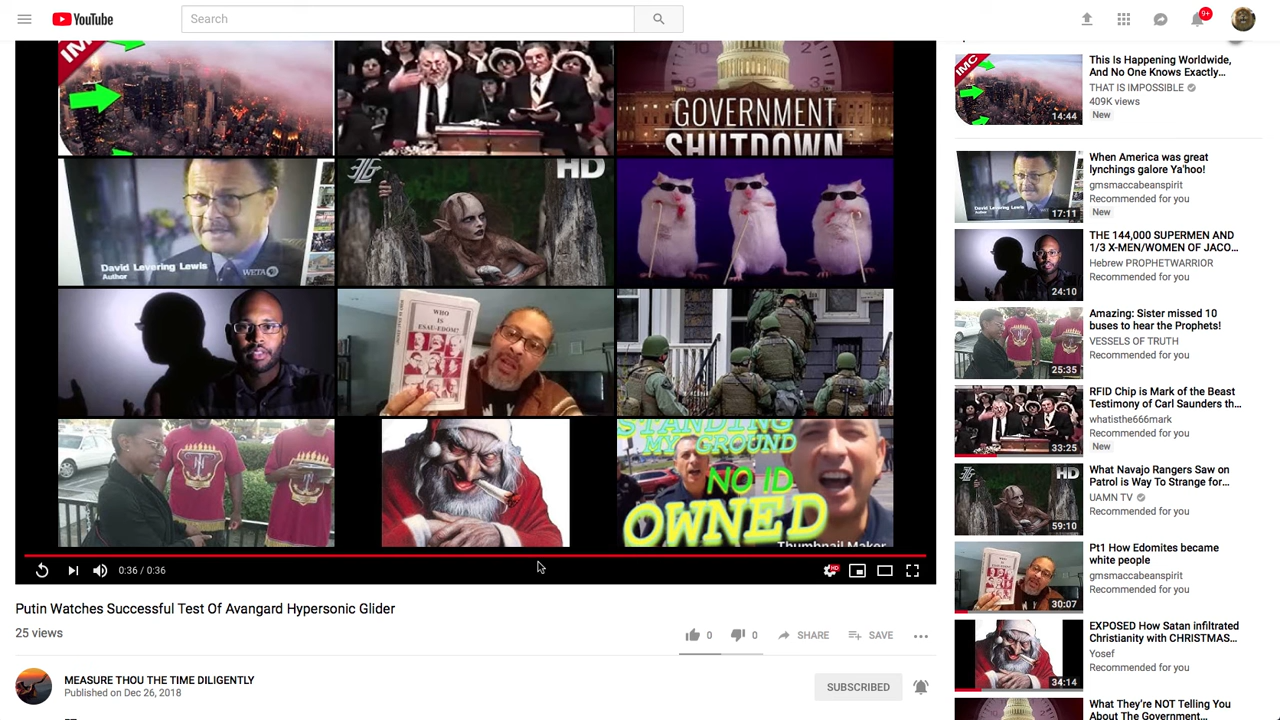 YouTube
Search
9+
IMC
GOVERNMENT
SHUTDOWN
David Levering Lewis
Author
WETA
HD
WHO
IS
ESAU-EDOM?
STANDING
MY GROUND
NO ID
OWNED
Thumbnail Maker
0:36 / 0:36
HD
Putin Watches Successful Test Of Avangard Hypersonic Glider
25 views
0
0
SHARE
SAVE
MEASURE THOU THE TIME DILIGENTLY
Published on Dec 26, 2018
SUBSCRIBED
IMC
14:44
This Is Happening Worldwide,
And No One Knows Exactly...
THAT IS IMPOSSIBLE
409K views
New
David Levering Lewis
17:11
When America was great
lynchings galore Ya'hoo!
gmsmaccabeanspirit
Recommended for you
New
24:10
THE 144,000 SUPERMEN AND
1/3 X-MEN/WOMEN OF JACO...
Hebrew PROPHETWARRIOR
Recommended for you
25:35
Amazing: Sister missed 10
buses to hear the Prophets!
VESSELS OF TRUTH
Recommended for you
33:25
RFID Chip is Mark of the Beast
Testimony of Carl Saunders th...
whatisthe666mark
Recommended for you
New
HD
59:10
What Navajo Rangers Saw on
Patrol is Way To Strange for...
UAMN TV
Recommended for you
30:07
Pt1 How Edomites became
white people
gmsmaccabeanspirit
Recommended for you
34:14
EXPOSED How Satan infiltrated
Christianity with CHRISTMAS...
Yosef
Recommended for you
What They're NOT Telling You
About The Government...